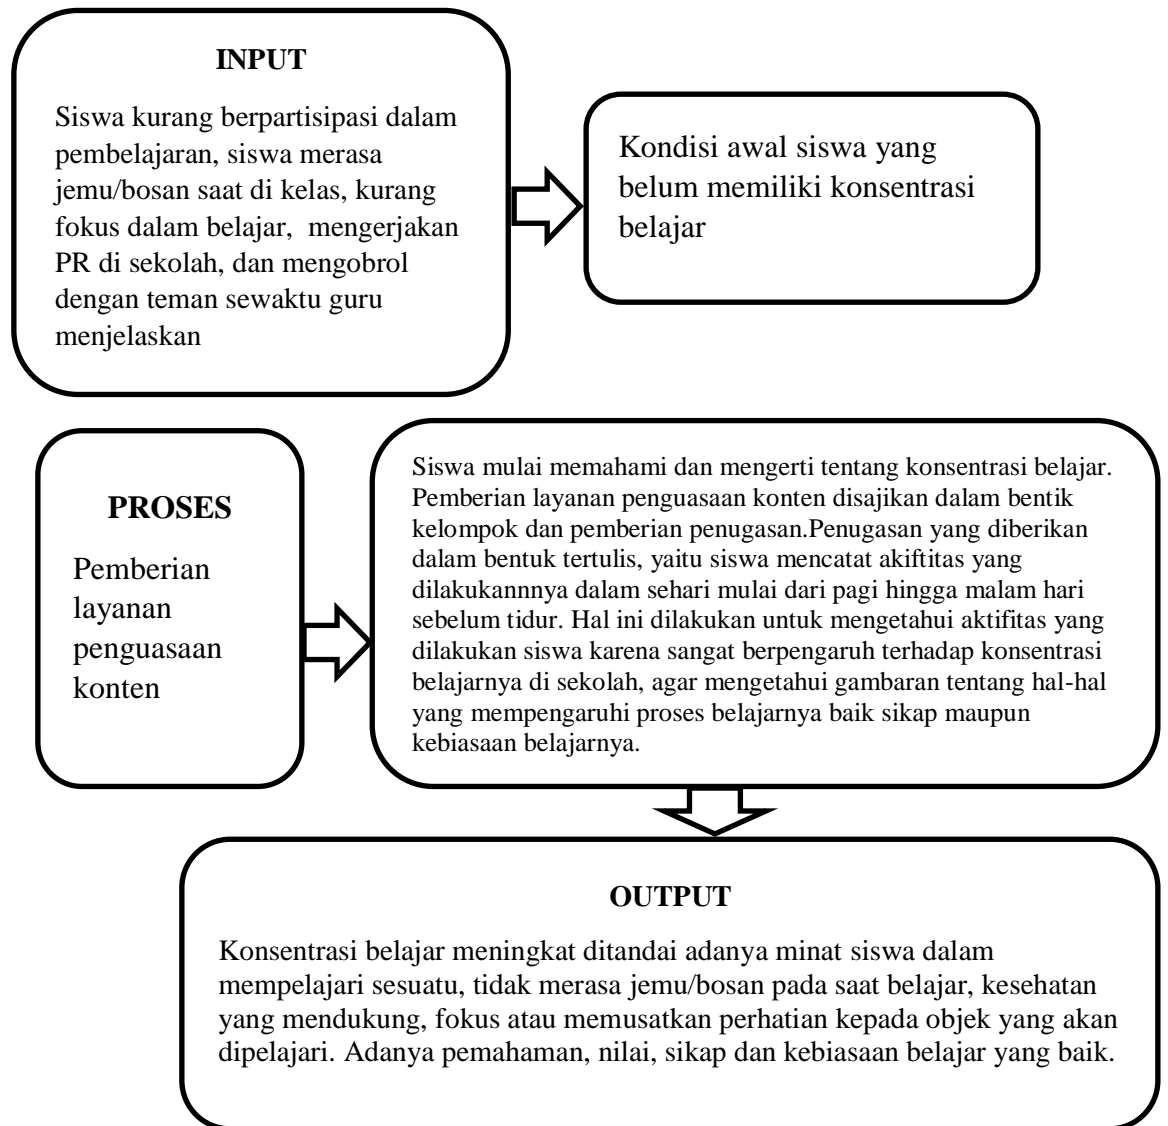 INPUT
Siswa kurang berpartisipasi dalam
pembelajaran, siswa merasa
jemu/bosan saat di kelas, kurang
fokus dalam belajar,  mengerjakan
PR di sekolah, dan mengobrol
dengan teman sewaktu guru
menjelaskan
Kondisi awal siswa yang
belum memiliki konsentrasi
belajar
PROSES
Pemberian
layanan
penguasaan
konten
Siswa mulai memahami dan mengerti tentang konsentrasi belajar.
Pemberian layanan penguasaan konten disajikan dalam bentik
kelompok dan pemberian penugasan.Penugasan yang diberikan
dalam bentuk tertulis, yaitu siswa mencatat akiftitas yang
dilakukannnya dalam sehari mulai dari pagi hingga malam hari
sebelum tidur. Hal ini dilakukan untuk mengetahui aktifitas yang
dilakukan siswa karena sangat berpengaruh terhadap konsentrasi
belajarnya di sekolah, agar mengetahui gambaran tentang hal-hal
yang mempengaruhi proses belajarnya baik sikap maupun
kebiasaan belajarnya.
OUTPUT
Konsentrasi belajar meningkat ditandai adanya minat siswa dalam
mempelajari sesuatu, tidak merasa jemu/bosan pada saat belajar, kesehatan
yang mendukung, fokus atau memusatkan perhatian kepada objek yang akan
dipelajari. Adanya pemahaman, nilai, sikap dan kebiasaan belajar yang baik.